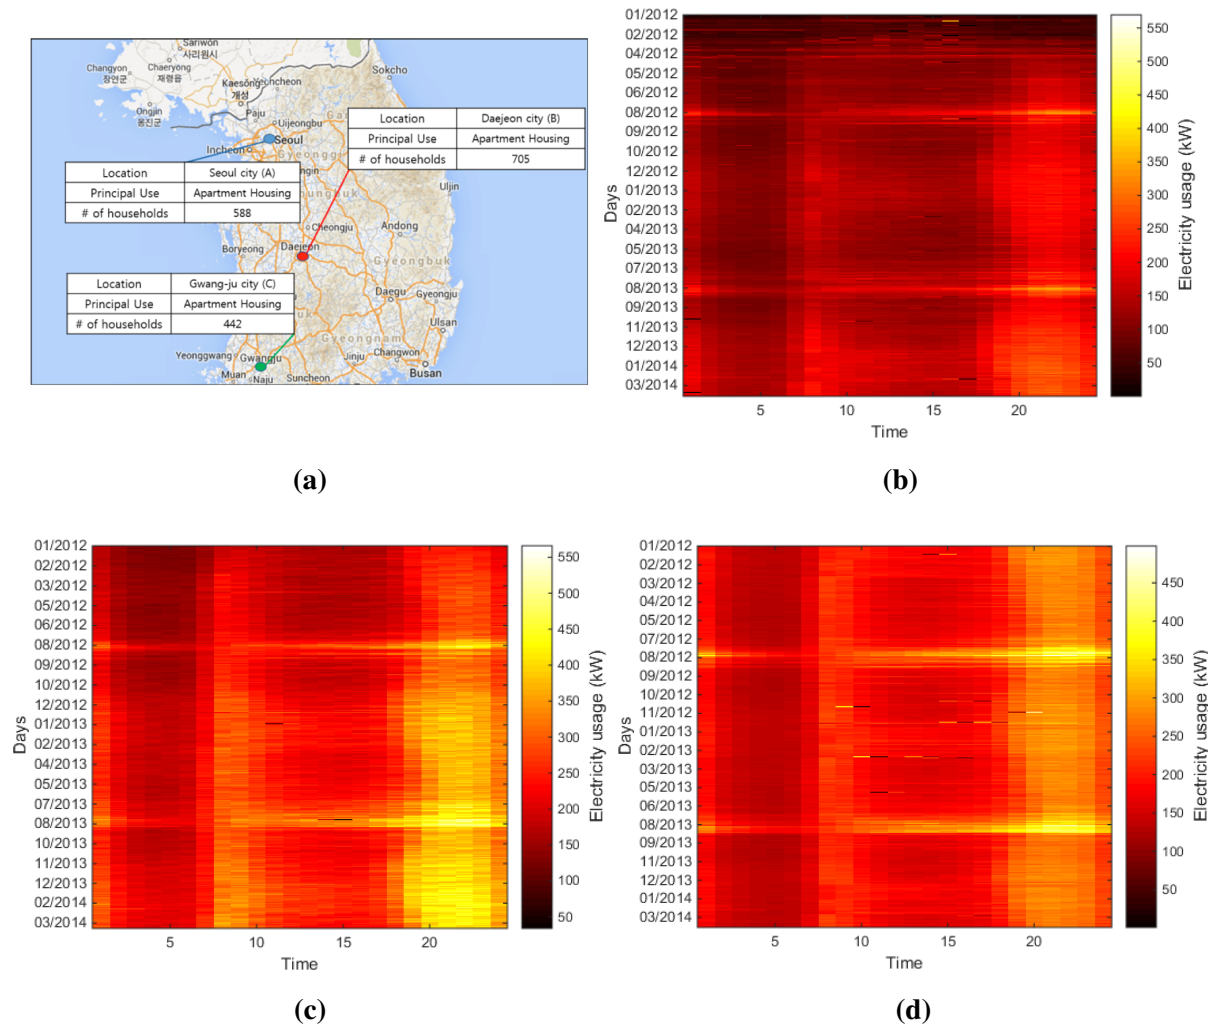 Sariwon
사리원시
Changyon
장연군
Chaeryong
재령읍
Kaesong
개성
cheon
Sokcho
Ongjin
옹진군
Paju
Uijeongbu
Seoul
Incheon
Gyeongg
Location Daejeon city (B)
Principal Use Apartment Housing
# of households 705
Location Seoul city (A)
Principal Use Apartment Housing
# of households 588
Uljin
Cheongju
Andong
Boryeong
Daejeon
Gyeongbuk
Location Gwang-ju city (C)
Principal Use Apartment Housing
# of households 442
Daegu
Gyeongju
Ulsan
Gyeongnam
Yeonggwang
Gwangju
Jinju
Changwon
Muan
Naju
Suncheon
Busan
(a)
01/2012
02/2012
04/2012
05/2012
06/2012
08/2012
09/2012
10/2012
12/2012
01/2013
02/2013
04/2013
05/2013
07/2013
08/2013
09/2013
11/2013
12/2013
01/2014
03/2014
Days
5 10 15 20
Time
550
500
450
400
350
300
250
200
150
100
50
Electricity usage (kW)
(b)
01/2012
02/2012
03/2012
05/2012
06/2012
08/2012
09/2012
10/2012
12/2012
01/2013
02/2013
04/2013
05/2013
07/2013
08/2013
10/2013
11/2013
12/2013
02/2014
03/2014
Days
5 10 15 20
Time
550
500
450
400
350
300
250
200
150
100
50
Electricity usage (kW)
(c)
01/2012
02/2012
03/2012
04/2012
05/2012
07/2012
08/2012
09/2012
10/2012
11/2012
01/2013
02/2013
03/2013
05/2013
06/2013
08/2013
09/2013
11/2013
12/2013
01/2014
03/2014
Days
5 10 15 20
Time
450
400
350
300
250
200
150
100
50
Electricity usage (kW)
(d)